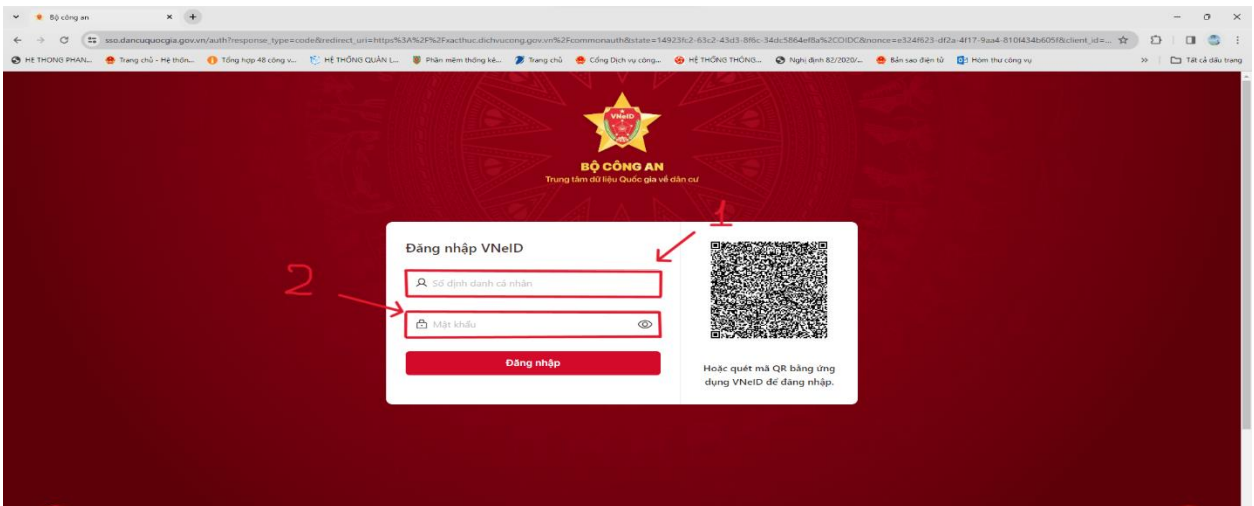 Bộ công an
sso.dancuquocgia.gov.vn/auth?response_type=code&redirect_uri=https%3A%2F%2Fxacthuc.dichvucong.gov.vn%2Fcommonauth&state=14923fc2-63c2-43d3-8f6c-34dc5864ef8a%2COIDC&nonce=e324f623-df2a-4f17-9aa4-810f434b605f&client_id=...
HE THONG PHAN... Trang chủ - Hệ thốn... Tổng hợp 48 công v... HỆ THỐNG QUẢN L... Phần mềm thống kê... Trang chủ Cổng Dịch vụ công... HỆ THỐNG THÔNG... Nghị định 82/2020/... Bản sao điện tử Hòm thư công vụ Tất cả dấu trang
VNeID
BỘ CÔNG AN
Trung tâm dữ liệu Quốc gia về dân cư
1
Đăng nhập VNeID
2
Số định danh cá nhân
Mật khẩu
Đăng nhập
Hoặc quét mã QR bằng ứng
dụng VNeID để đăng nhập.